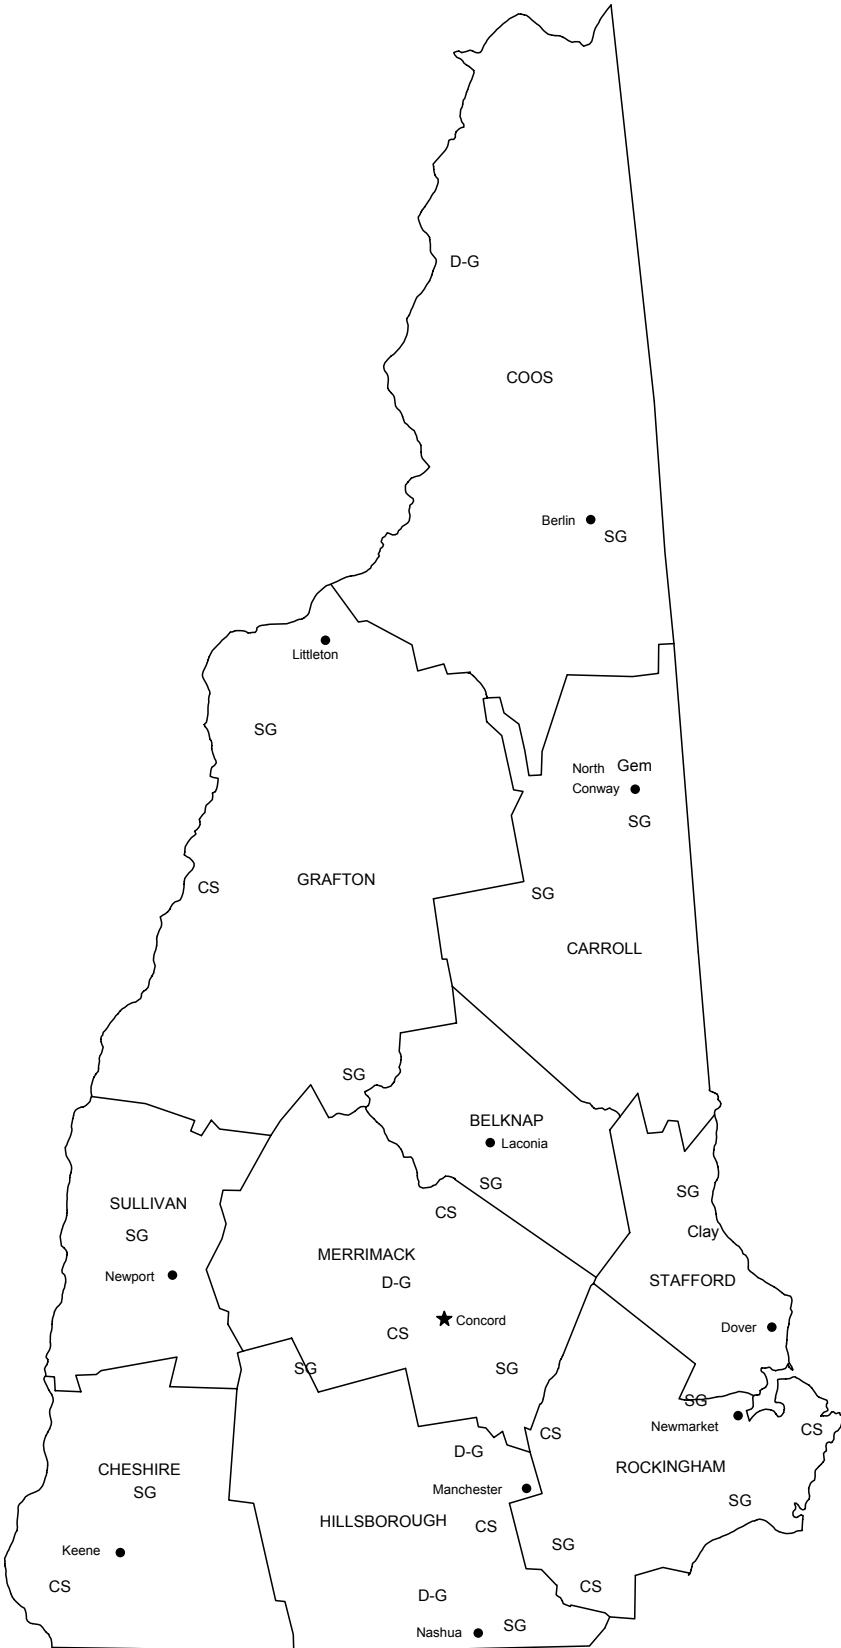 D-G
COOS
Berlin
SG
Littleton
SG
North Gem
Conway
SG
CS
GRAFTON
SG
CARROLL
SG
BELKNAP
Laconia
SG
SG
SULLIVAN
CS
SG
Clay
MERRIMACK
Newport
D-G
STAFFORD
Concord
Dover
CS
SG
SG
SG
Newmarket
CS
CS
D-G
CHESHIRE
ROCKINGHAM
SG
Manchester
SG
HILLSBOROUGH
CS
SG
Keene
CS
CS
D-G
SG
Nashua